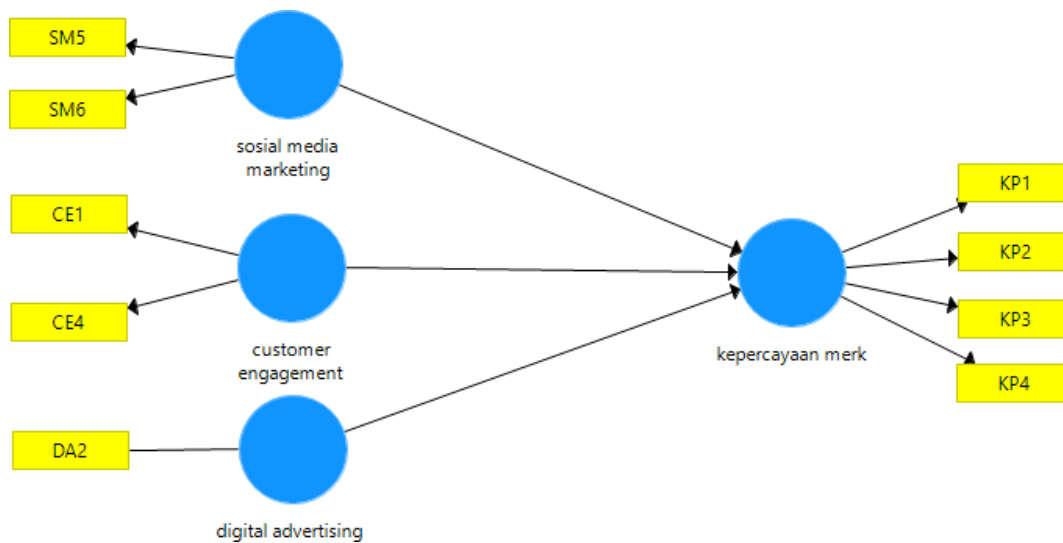 SM5
SM6
sosial media
marketing
CE1
CE4
customer
engagement
DA2
digital advertising
kepercayaan merk
KP1
KP2
KP3
KP4